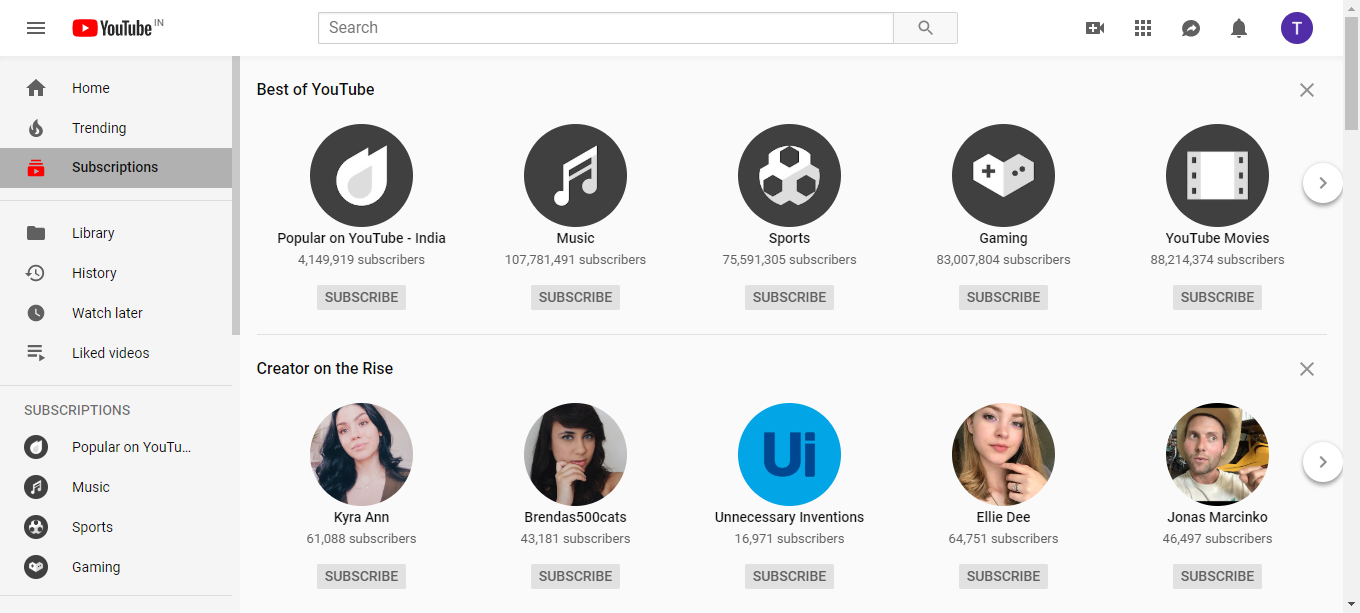 YouTube IN
Search
T
Home
Trending
Subscriptions
Library
History
Watch later
Liked videos
SUBSCRIPTIONS
Popular on YouTu...
Music
Sports
Gaming
Best of YouTube
Popular on YouTube - India
4,149,919 subscribers
SUBSCRIBE
Music
107,781,491 subscribers
SUBSCRIBE
Sports
75,591,305 subscribers
SUBSCRIBE
Gaming
83,007,804 subscribers
SUBSCRIBE
YouTube Movies
88,214,374 subscribers
SUBSCRIBE
Creator on the Rise
Kyra Ann
61,088 subscribers
SUBSCRIBE
Brendas500cats
43,181 subscribers
SUBSCRIBE
Ui
Unnecessary Inventions
16,971 subscribers
SUBSCRIBE
Ellie Dee
64,751 subscribers
SUBSCRIBE
Jonas Marcinko
46,497 subscribers
SUBSCRIBE